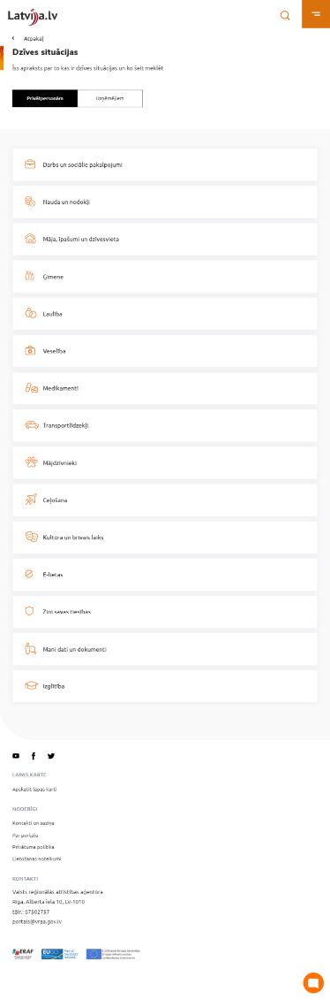 Latvija.lv
Atpakaļ
Dzīves situācijas
Īss apraksts par to kas ir dzīves situācijas un ko šeit meklēt
Privātpersonām
Uzņēmējiem
Darbs un sociālie pakalpojumi
Nauda un nodokļi
Māja, īpašumi un dzīvesvieta
Ģimene
Laulība
Veselība
Medikamenti
Transportlīdzekļi
Mājdzīvnieki
Ceļošana
Kultūra un brīvais laiks
E-lietas
Zini savas tiesības
Mani dati un dokumenti
Izglītība
LAPAS KARTE
Apskatīt lapas karti
NODERĪGI
Kontakti un saziņa
Par portālu
Privātuma politika
Lietošanas noteikumi
KONTAKTI
Valsts reģionālās attīstības aģentūra
Rīga, Alberta iela 10, LV-1010
tālr.: 67502757
portals@vraa.gov.lv
ERAF
EUGO